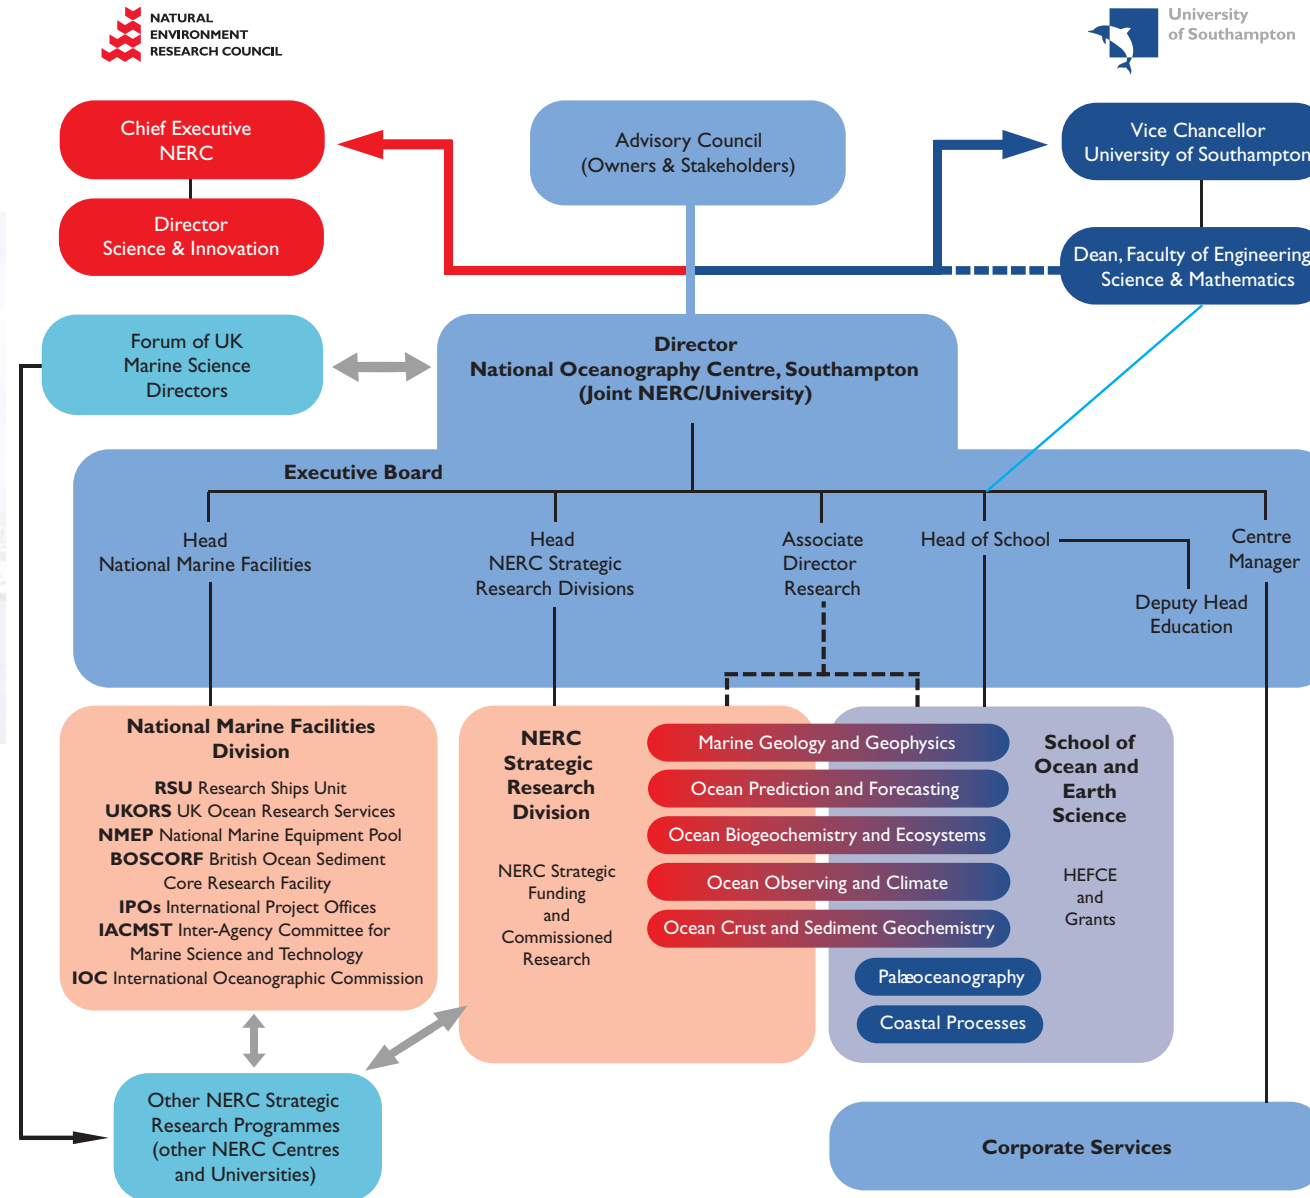 NATURAL
ENVIRONMENT
RESEARCH COUNCIL
University
of Southampton
Chief Executive
NERC
Advisory Council
(Owners & Stakeholders)
Vice Chancellor
University of Southampton
Director
Science & Innovation
Dean, Faculty of Engineering
Science & Mathematics
Forum of UK
Marine Science
Directors
Director
National Oceanography Centre, Southampton
(Joint NERC/University)
Executive Board
Head
National Marine Facilities
Head
NERC Strategic
Research Divisions
Associate
Director
Research
Head of School
Deputy Head
Education
Centre
Manager
National Marine Facilities
Division
RSU Research Ships Unit
UKORS UK Ocean Research Services
NMEP National Marine Equipment Pool
BOSCORF British Ocean Sediment
Core Research Facility
IPOs International Project Offices
IACMST Inter-Agency Committee for
Marine Science and Technology
IOC International Oceanographic Commission
NERC
Strategic
Research
Division
NERC Strategic
Funding
and
Commissioned
Research
Marine Geology and Geophysics
Ocean Prediction and Forecasting
Ocean Biogeochemistry and Ecosystems
Ocean Observing and Climate
Ocean Crust and Sediment Geochemistry
Palæoceanography
Coastal Processes
School of
Ocean and
Earth
Science
HEFCE
and
Grants
Other NERC Strategic
Research Programmes
(other NERC Centres
and Universities)
Corporate Services